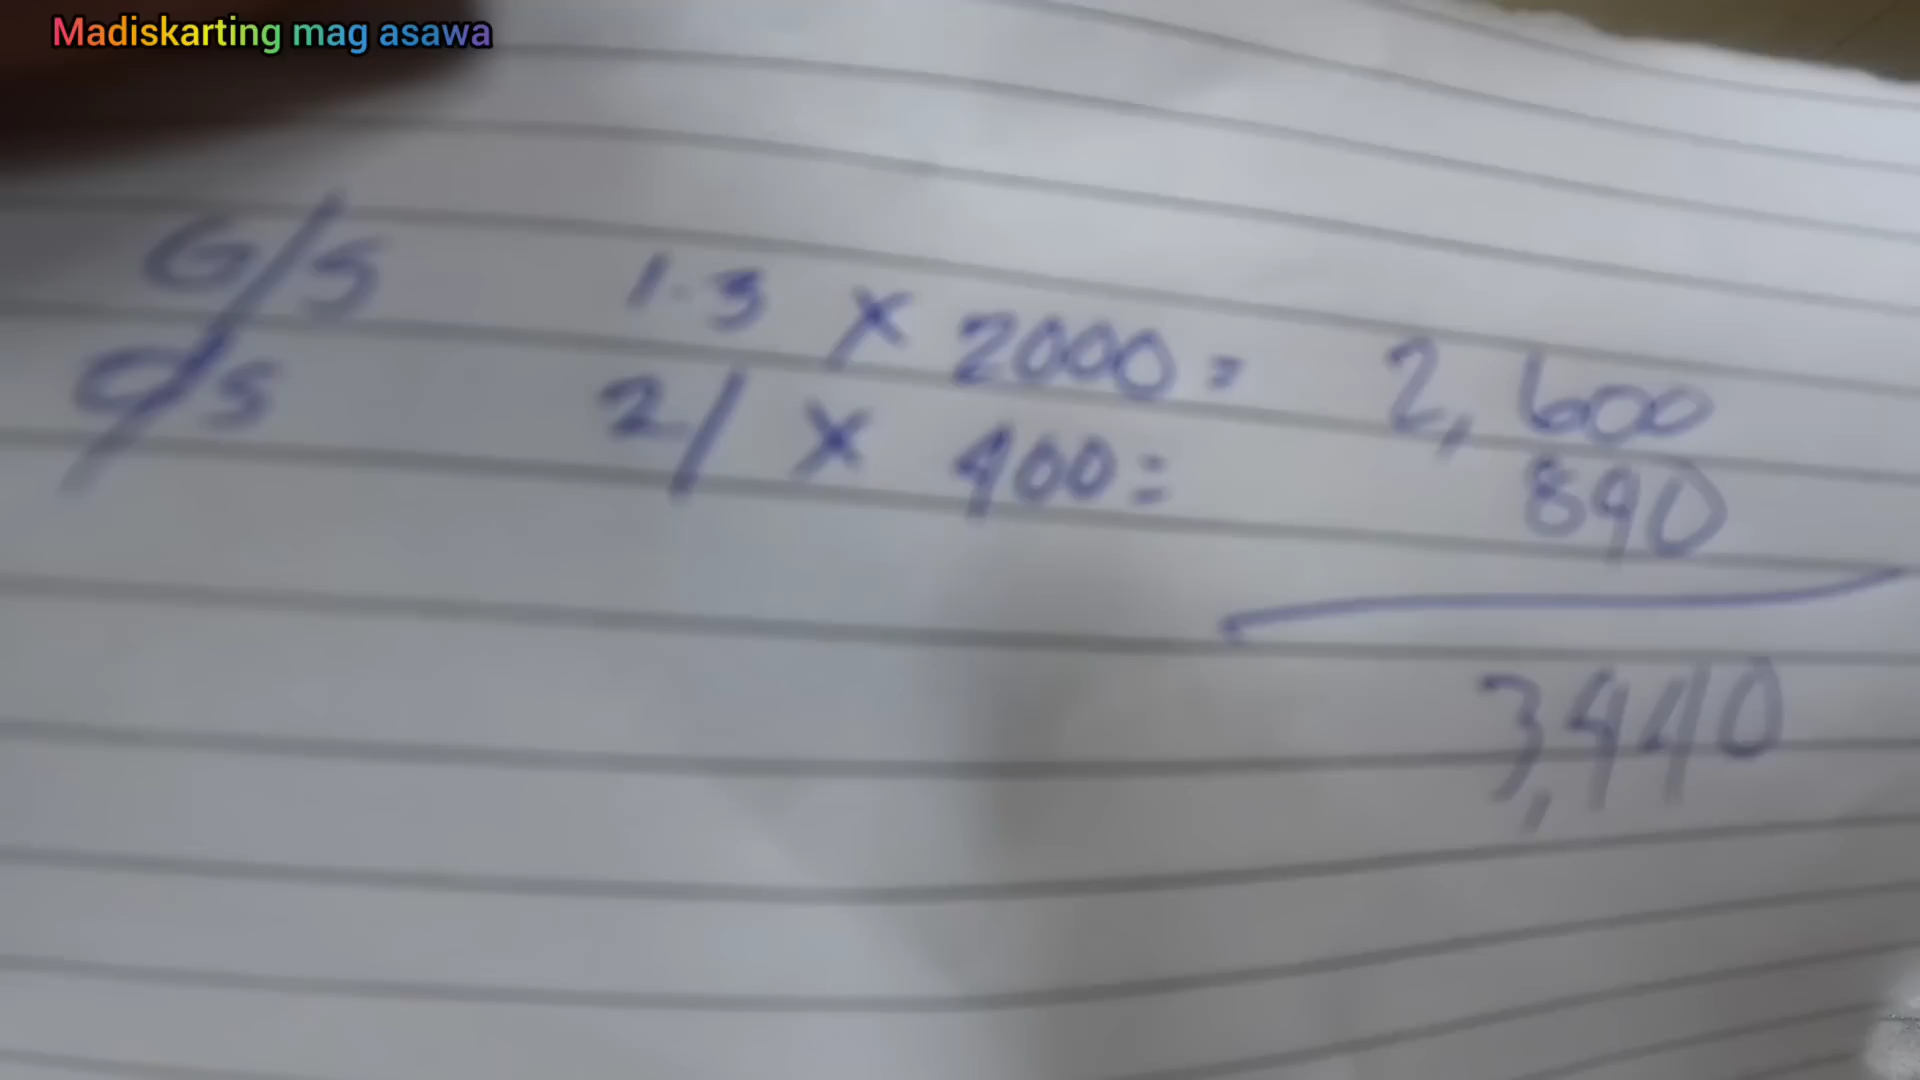 Madiskarting mag asawa
G/S 1.3 X 2000 = 2,600
C/S 2.1 X 400 = 840
3,440